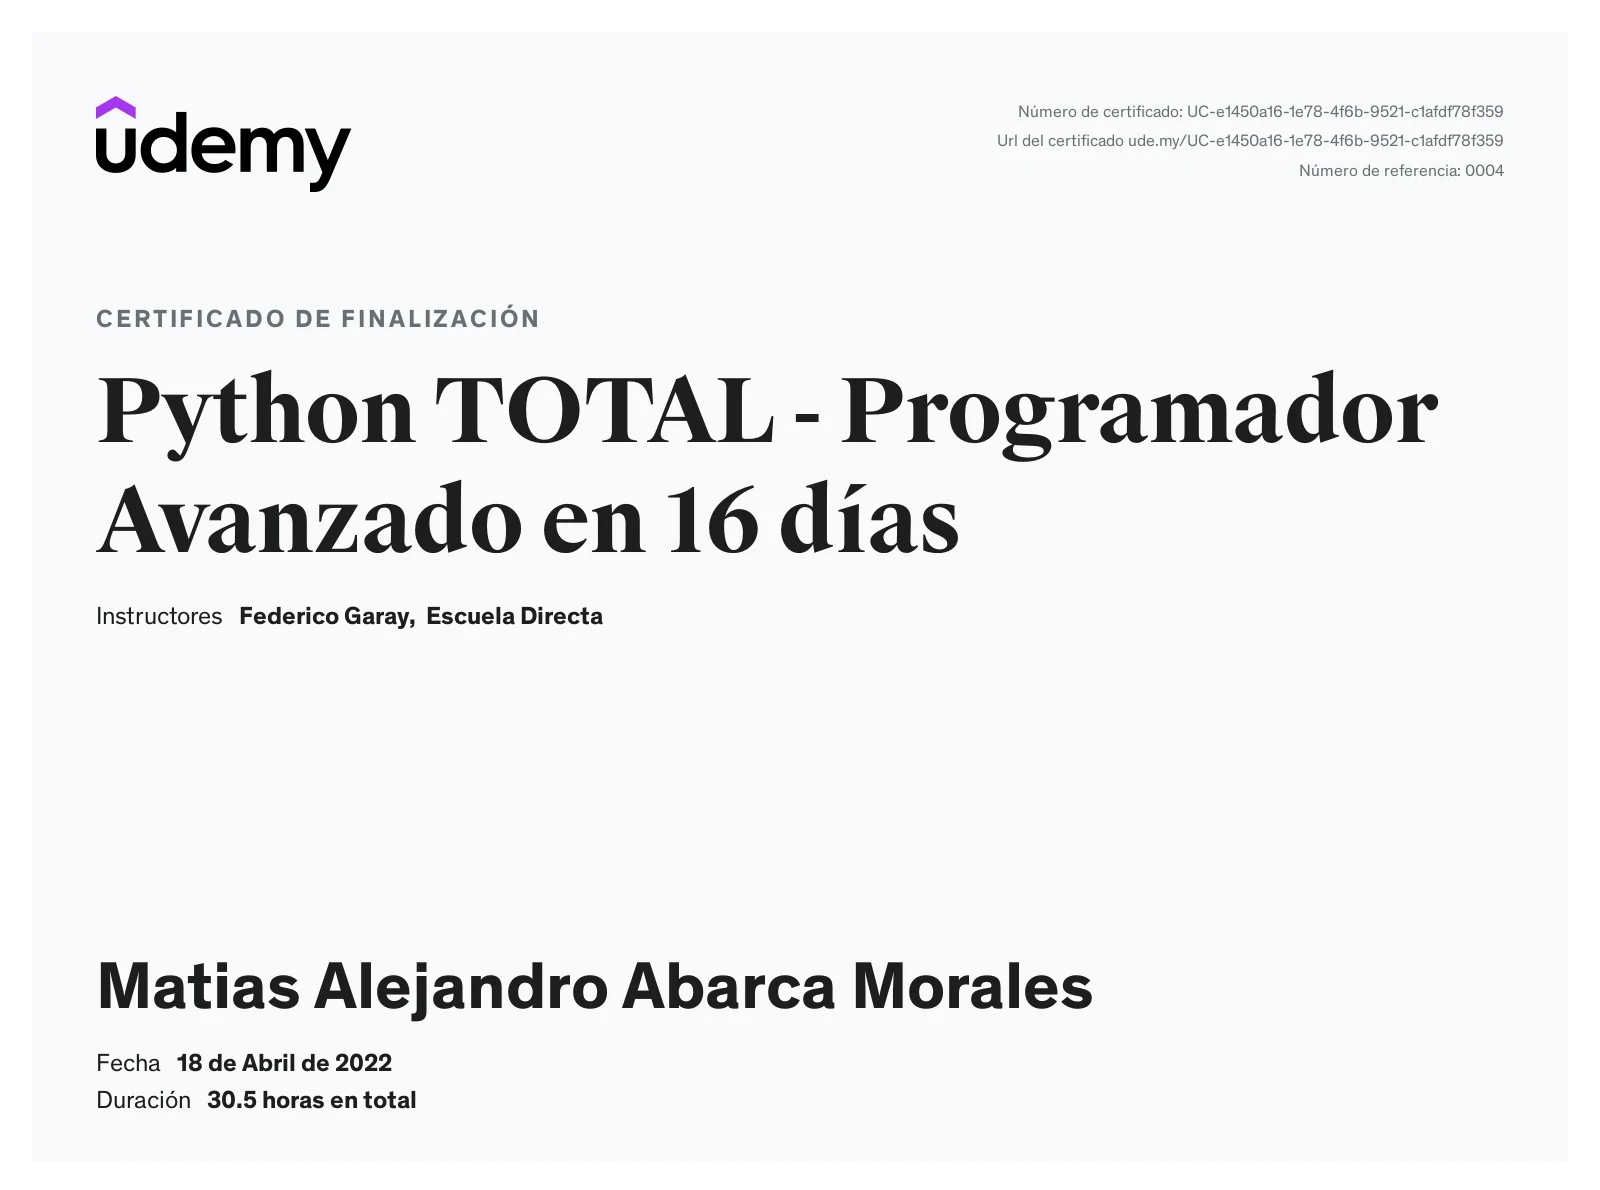 udemy
Número de certificado: UC-e1450a16-1e78-4f6b-9521-c1afdf78f359
Url del certificado ude.my/UC-e1450a16-1e78-4f6b-9521-c1afdf78f359
Número de referencia: 0004
CERTIFICADO DE FINALIZACIÓN
Python TOTAL - Programador
Avanzado en 16 días
Instructores Federico Garay, Escuela Directa
Matias Alejandro Abarca Morales
Fecha 18 de Abril de 2022
Duración 30.5 horas en total